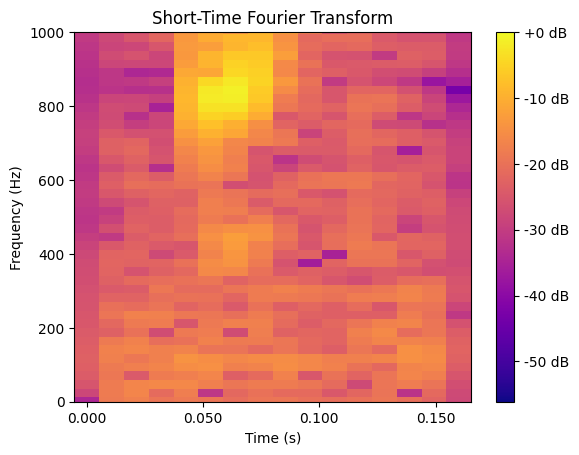 Short-Time Fourier Transform
Frequency (Hz)
1000
800
600
400
200
0
0.000
0.050
0.100
0.150
Time (s)
+0 dB
-10 dB
-20 dB
-30 dB
-40 dB
-50 dB